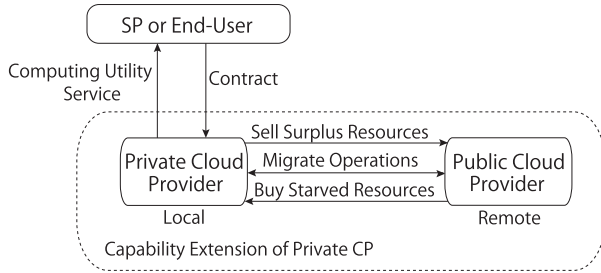 SP or End-User
Computing Utility
Service
Contract
Sell Surplus Resources
Private Cloud
Provider
Migrate Operations
Public Cloud
Provider
Buy Starved Resources
Local
Remote
Capability Extension of Private CP